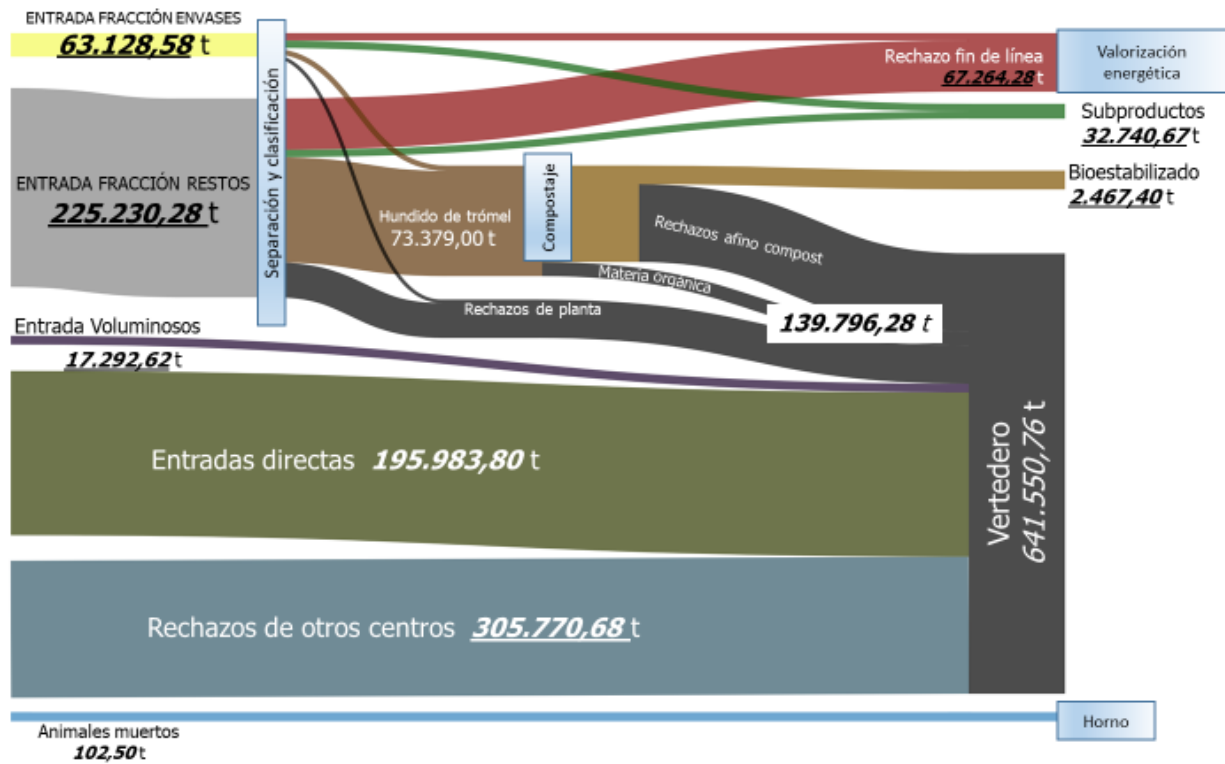 ENTRADA FRACCIÓN ENVASES
63.128,58 t
Separación y clasificación
Rechazo fin de línea
67.264,28 t
Valorización
energética
Subproductos
32.740,67 t
ENTRADA FRACCIÓN RESTOS
225.230,28 t
Hundido de trómel
73.379,00 t
Compostaje
Bioestabilizado
2.467,40 t
Rechazos afino compost
Materia orgánica
Rechazos de planta
139.796,28 t
Entrada Voluminosos
17.292,62 t
Entradas directas 195.983,80 t
Vertedero
641.550,76 t
Rechazos de otros centros 305.770,68 t
Animales muertos
102,50 t
Horno